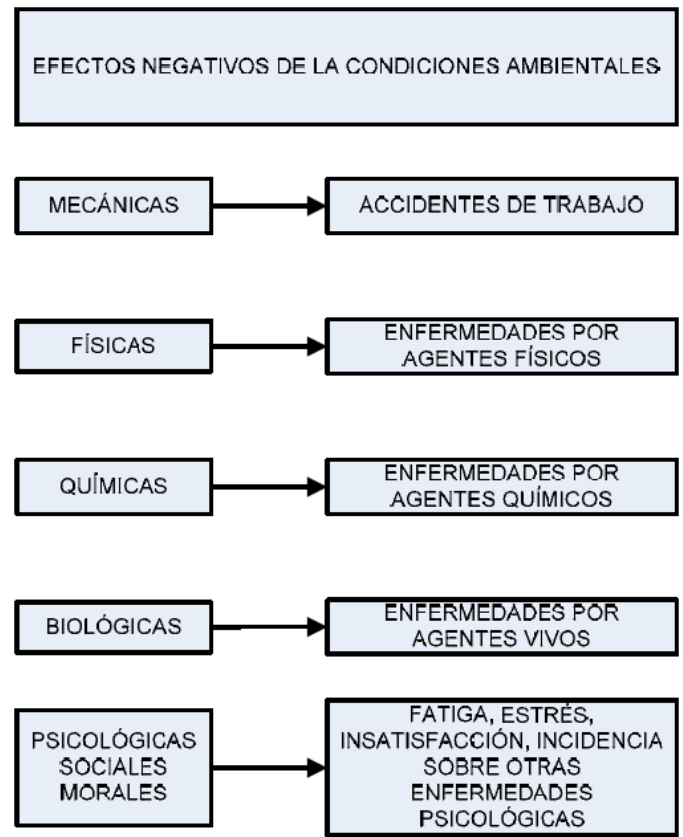 EFECTOS NEGATIVOS DE LA CONDICIONES AMBIENTALES
MECÁNICAS
ACCIDENTES DE TRABAJO
FÍSICAS
ENFERMEDADES POR
AGENTES FÍSICOS
QUÍMICAS
ENFERMEDADES POR
AGENTES QUÍMICOS
BIOLÓGICAS
ENFERMEDADES POR
AGENTES VIVOS
PSICOLÓGICAS
SOCIALES
MORALES
FATIGA, ESTRÉS,
INSATISFACCIÓN, INCIDENCIA
SOBRE OTRAS
ENFERMEDADES
PSICOLÓGICAS